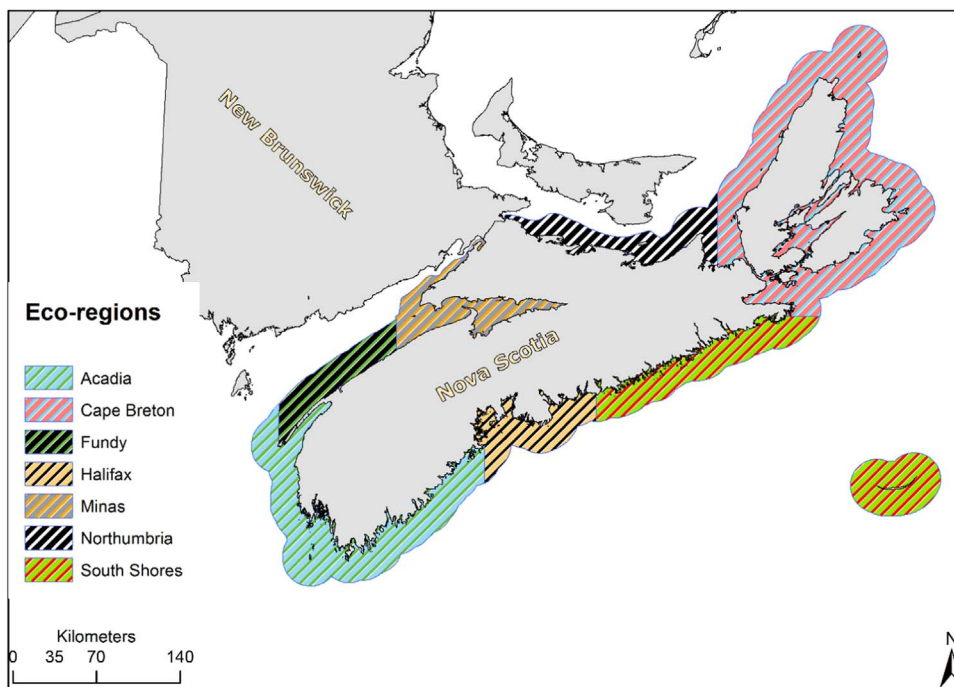 New Brunswick
Nova Scotia
Eco-regions
Acadia
Cape Breton
Fundy
Halifax
Minas
Northumbria
South Shores
Kilometers
0 35 70 140
N